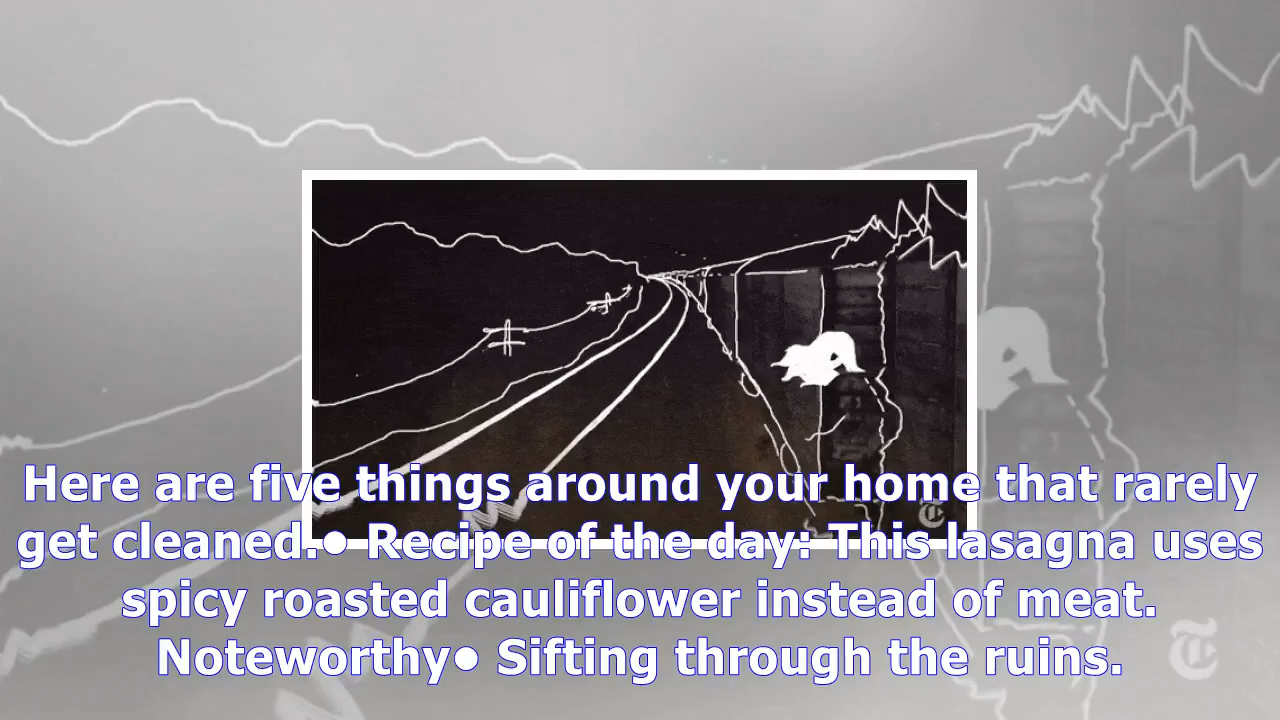 Here are five things around your home that rarely
get cleaned.● Recipe of the day: This lasagna uses
spicy roasted cauliflower instead of meat.
Noteworthy● Sifting through the ruins.
T
T